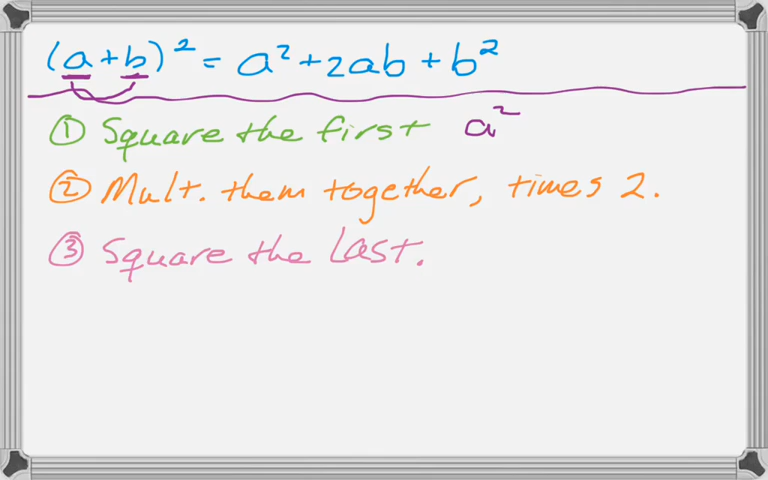 (a+b)² = a² + 2ab + b²
① Square the first a²
② Mult. them together, times 2.
③ Square the Last.